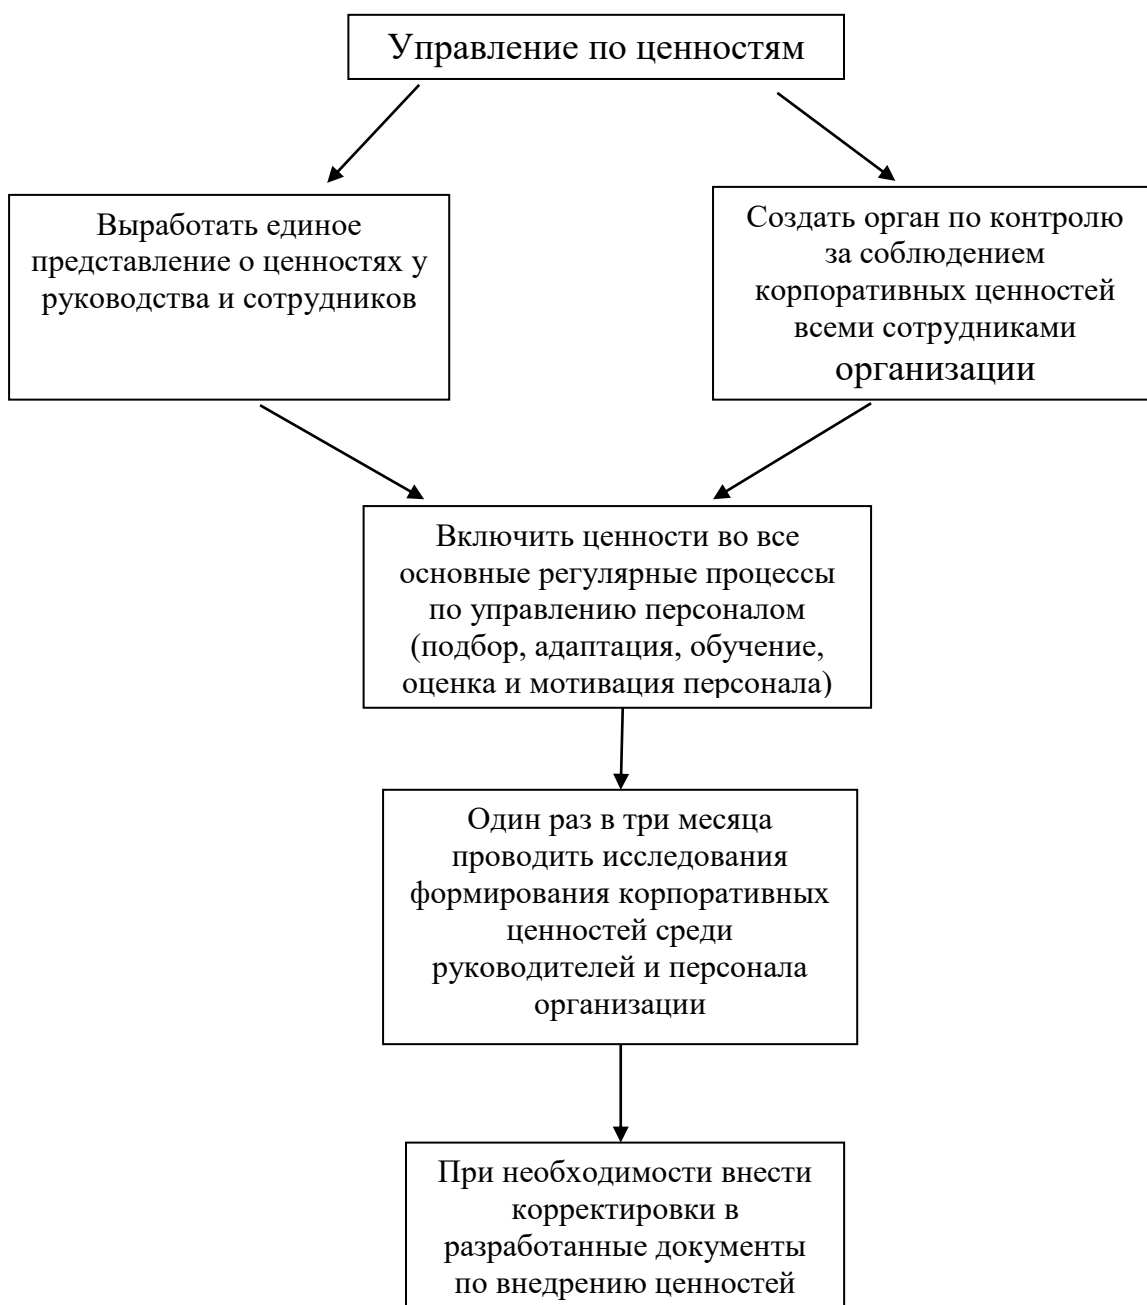 Управление по ценностям
Выработать единое
представление о ценностях у
руководства и сотрудников
Создать орган по контролю
за соблюдением
корпоративных ценностей
всеми сотрудниками
организации
Включить ценности во все
основные регулярные процессы
по управлению персоналом
(подбор, адаптация, обучение,
оценка и мотивация персонала)
Один раз в три месяца
проводить исследования
формирования корпоративных
ценностей среди
руководителей и персонала
организации
При необходимости внести
корректировки в
разработанные документы
по внедрению ценностей